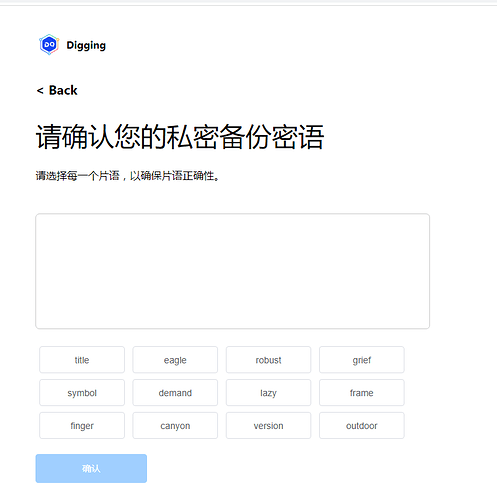 DO Digging
< Back
请确认您的私密备份密语
请选择每一个片语，以确保片语正确性。
title eagle robust grief
symbol demand lazy frame
finger canyon version outdoor
确认